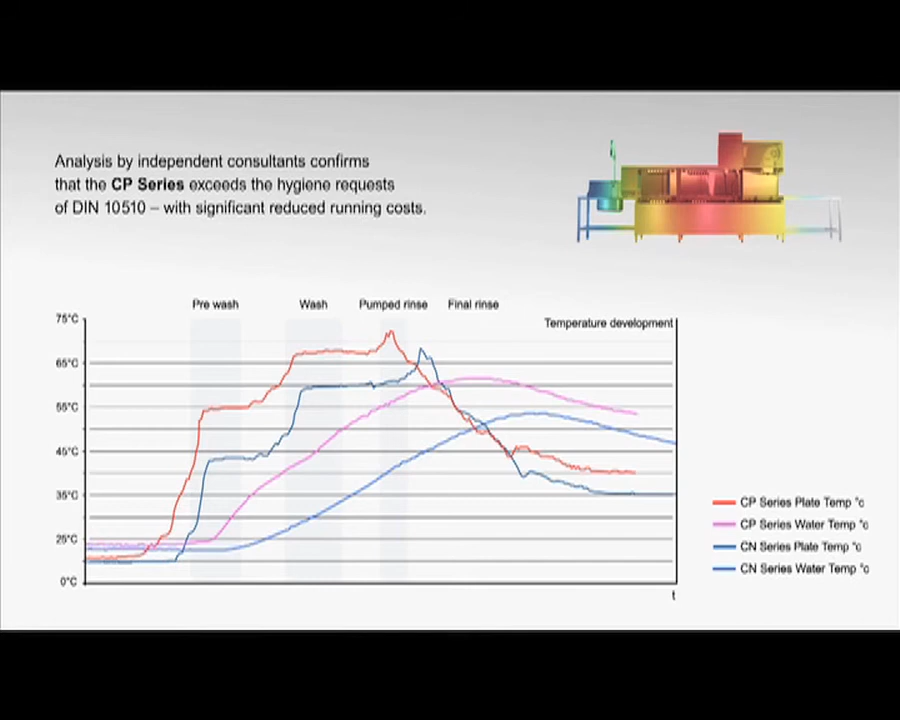 Analysis by independent consultants confirms
that the CP Series exceeds the hygiene requests
of DIN 10510 – with significant reduced running costs.
Pre wash Wash Pumped rinse Final rinse
Temperature development
75°C
65°C
55°C
45°C
35°C
25°C
0°C
t
CP Series Plate Temp °c
CP Series Water Temp °c
CN Series Plate Temp °c
CN Series Water Temp °c